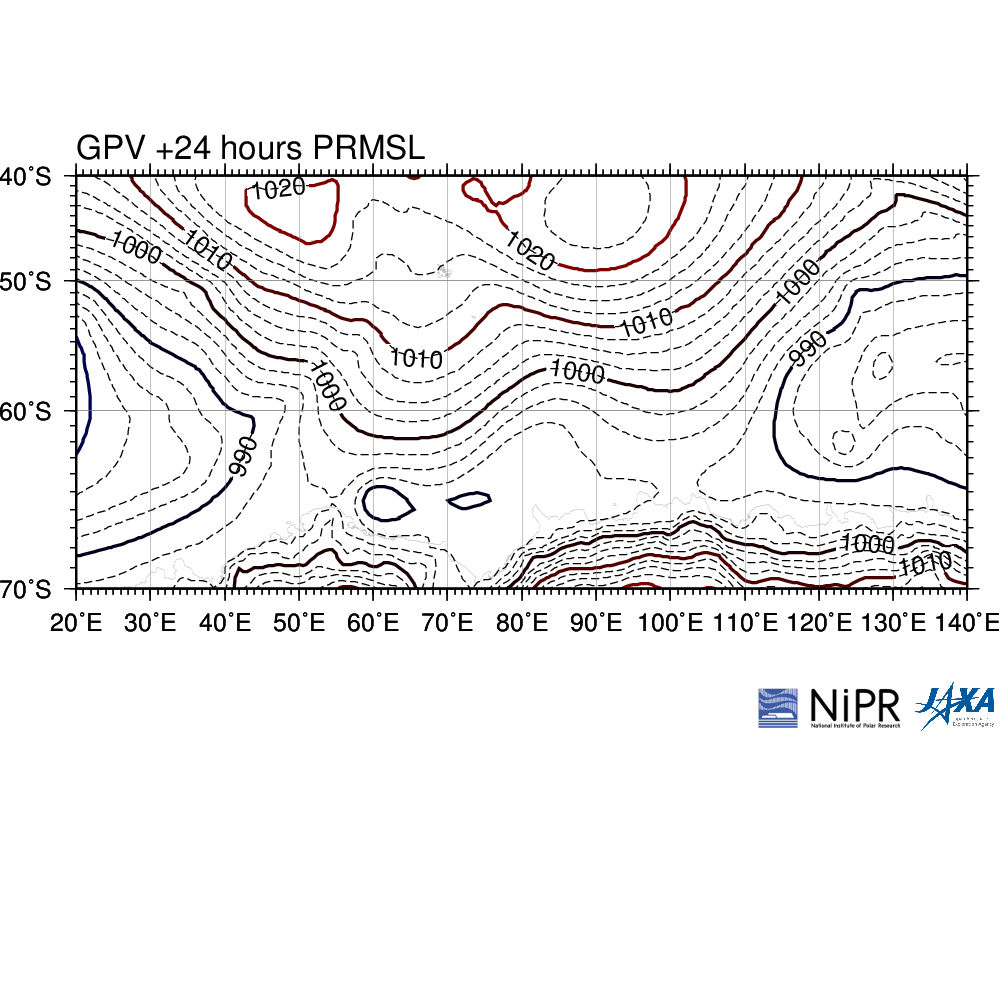 GPV +24 hours PRMSL
40°S
1020
1000
1010
1020
50°S
1000
1010
990
1010
1000
1000
60°S
990
1000
1010
70°S
20°E 30°E 40°E 50°E 60°E 70°E 80°E 90°E 100°E 110°E 120°E 130°E 140°E
NiPR
National Institute of Polar Research
JAXA
Japan Aerospace
Exploration Agency